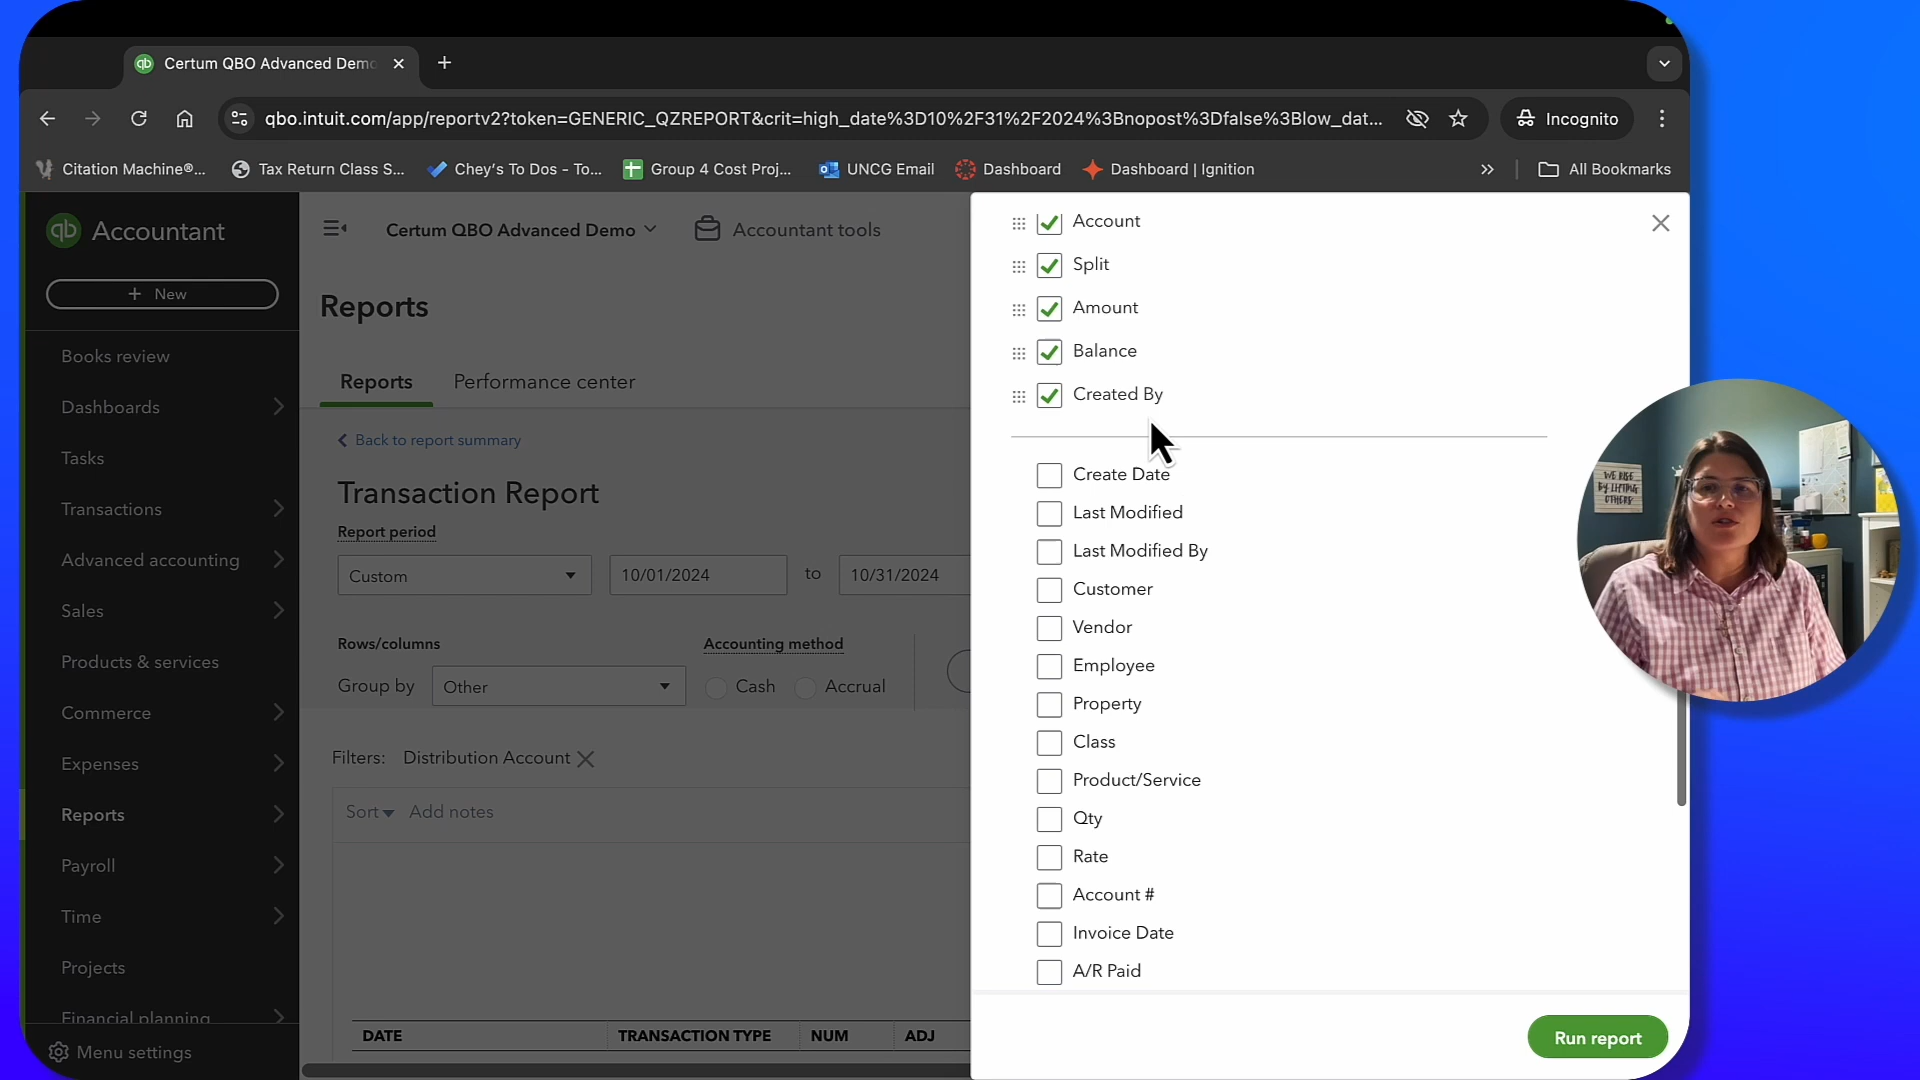 Certum QBO Advanced Demo
qbo.intuit.com/app/reportv2?token=GENERIC_QZREPORT&crit=high_date%3D10%2F31%2F2024%3Bnopost%3Dfalse%3Blow_dat...
Incognito
Citation Machine®...
Tax Return Class S...
Chey's To Dos - To...
Group 4 Cost Proj...
UNCG Email
Dashboard
Dashboard | Ignition
All Bookmarks
qb Accountant
+ New
Books review
Dashboards
Tasks
Transactions
Advanced accounting
Sales
Products & services
Commerce
Expenses
Reports
Payroll
Time
Projects
Financial planning
Menu settings
Certum QBO Advanced Demo
Accountant tools
Reports
Reports
Performance center
Back to report summary
Transaction Report
Report period
Custom
10/01/2024
to
10/31/2024
Rows/columns
Accounting method
Group by
Other
Cash
Accrual
Filters: Distribution Account
Sort
Add notes
DATE
TRANSACTION TYPE
NUM
ADJ
Account
Split
Amount
Balance
Created By
Create Date
Last Modified
Last Modified By
Customer
Vendor
Employee
Property
Class
Product/Service
Qty
Rate
Account #
Invoice Date
A/R Paid
Run report
WE RISE
BY LIFTING
OTHERS